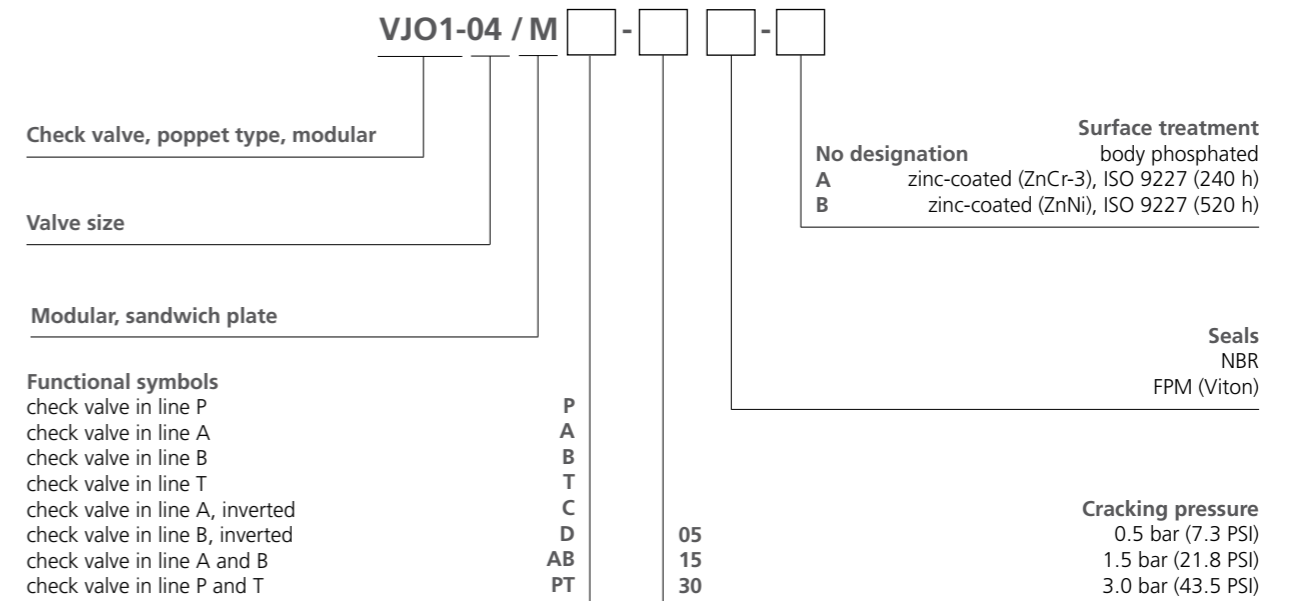 VJO1-04 / M - -
Check valve, poppet type, modular
Valve size
Modular, sandwich plate
Functional symbols
check valve in line P P
check valve in line A A
check valve in line B B
check valve in line T T
check valve in line A, inverted C
check valve in line B, inverted D
check valve in line A and B AB
check valve in line P and T PT
Surface treatment
No designation body phosphated
A zinc-coated (ZnCr-3), ISO 9227 (240 h)
B zinc-coated (ZnNi), ISO 9227 (520 h)
Seals
NBR
FPM (Viton)
Cracking pressure
05 0.5 bar (7.3 PSI)
15 1.5 bar (21.8 PSI)
30 3.0 bar (43.5 PSI)